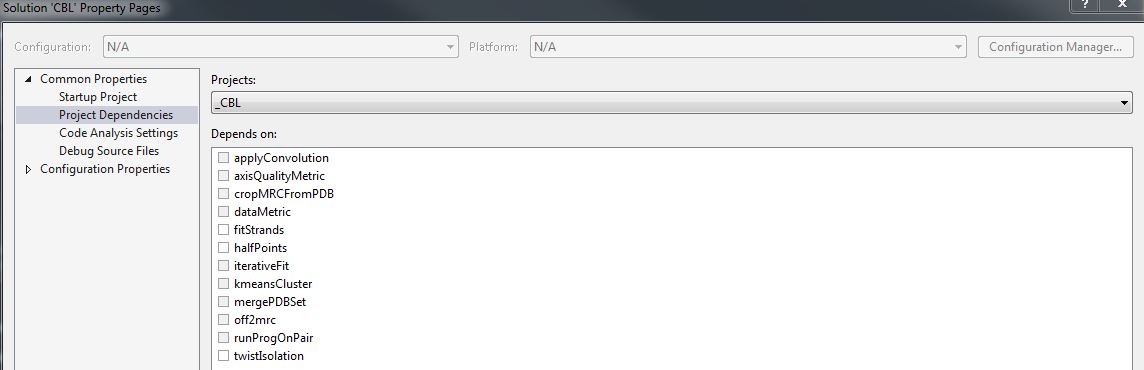 Solution 'CBL' Property Pages
?
Configuration: N/A Platform: N/A Configuration Manager...
Common Properties
Startup Project
Project Dependencies
Code Analysis Settings
Debug Source Files
Configuration Properties
Projects:
_CBL
Depends on:
applyConvolution
axisQualityMetric
cropMRCFromPDB
dataMetric
fitStrands
halfPoints
iterativeFit
kmeansCluster
mergePDBSet
off2mrc
runProgOnPair
twistIsolation